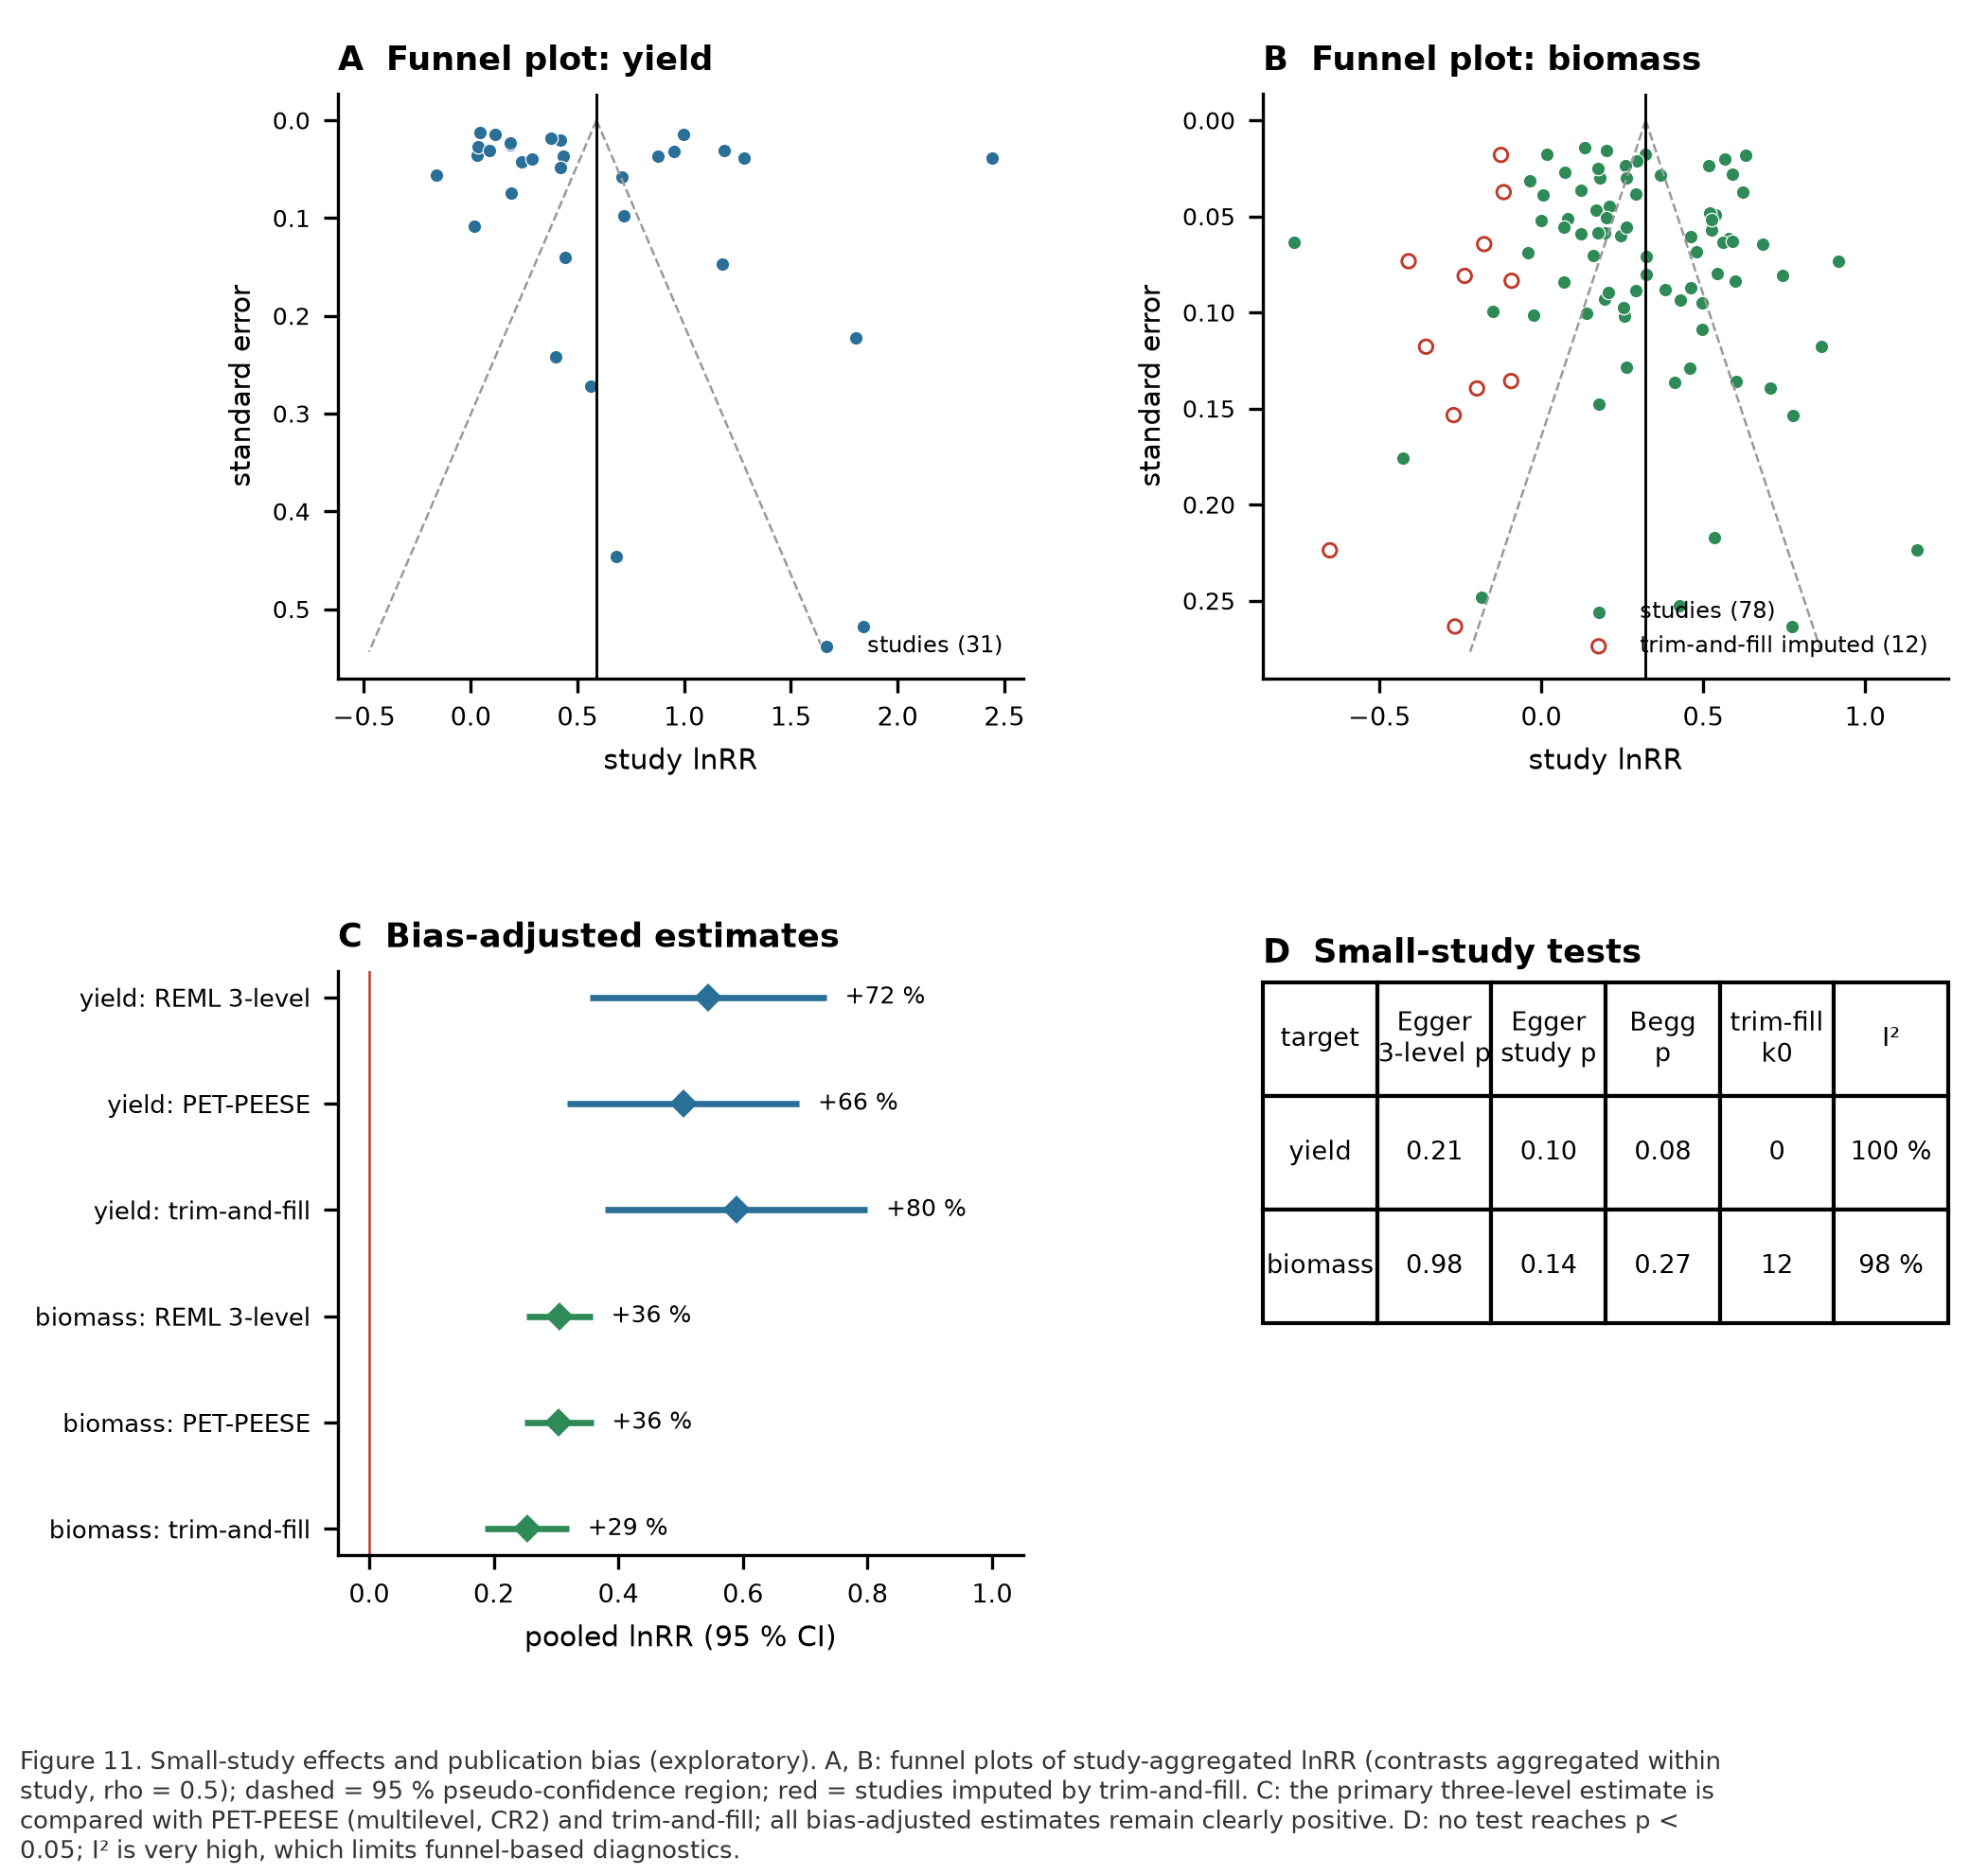 A Funnel plot: yield
0.0
0.1
0.2
0.3
0.4
0.5
standard error
studies (31)
−0.5 0.0 0.5 1.0 1.5 2.0 2.5
study lnRR
B Funnel plot: biomass
0.00
0.05
0.10
0.15
0.20
0.25
standard error
studies (78)
trim-and-fill imputed (12)
−0.5 0.0 0.5 1.0
study lnRR
C Bias-adjusted estimates
yield: REML 3-level +72 %
yield: PET-PEESE +66 %
yield: trim-and-fill +80 %
biomass: REML 3-level +36 %
biomass: PET-PEESE +36 %
biomass: trim-and-fill +29 %
0.0 0.2 0.4 0.6 0.8 1.0
pooled lnRR (95 % CI)
D Small-study tests
target Egger 3-level p Egger study p Begg p trim-fill k0 I²
yield 0.21 0.10 0.08 0 100 %
biomass 0.98 0.14 0.27 12 98 %
Figure 11. Small-study effects and publication bias (exploratory). A, B: funnel plots of study-aggregated lnRR (contrasts aggregated within
study, rho = 0.5); dashed = 95 % pseudo-confidence region; red = studies imputed by trim-and-fill. C: the primary three-level estimate is
compared with PET-PEESE (multilevel, CR2) and trim-and-fill; all bias-adjusted estimates remain clearly positive. D: no test reaches p <
0.05; I² is very high, which limits funnel-based diagnostics.